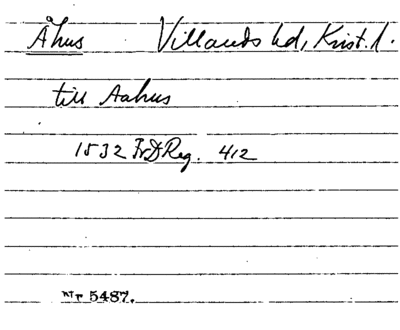 Åhus Villands hd, Krist. l.
till Aahus
1532 FrDReg. 412
Nr 5487.